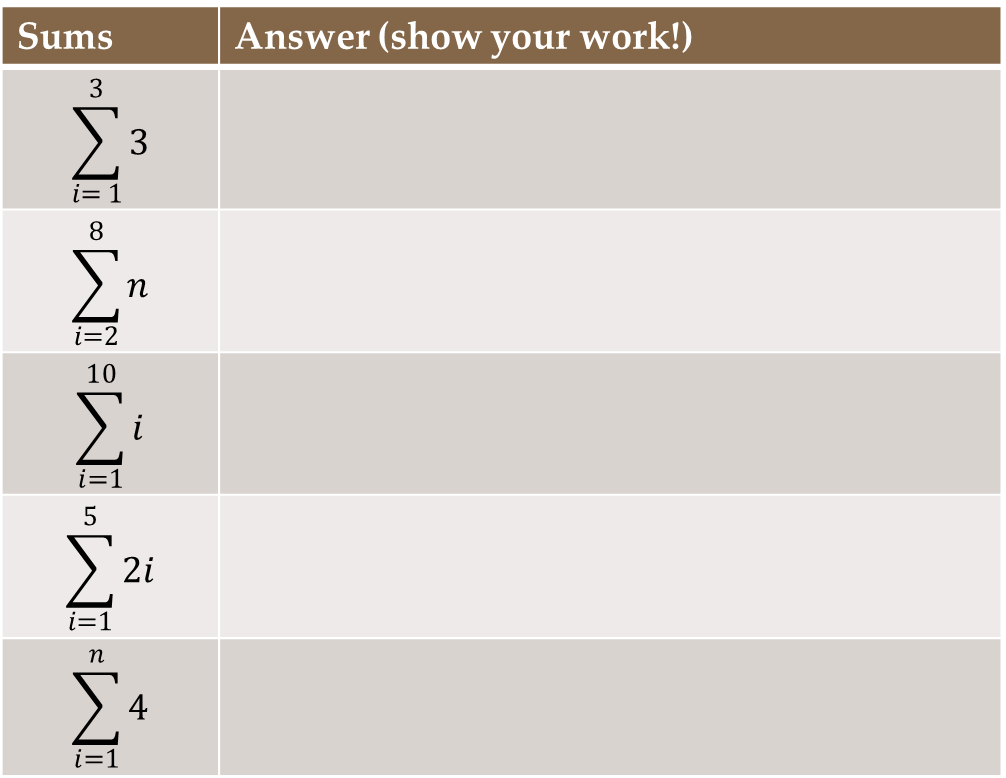 Sums Answer (show your work!)
3
∑ 3
i= 1
8
∑ n
i=2
10
∑ i
i=1
5
∑ 2i
i=1
n
∑ 4
i=1